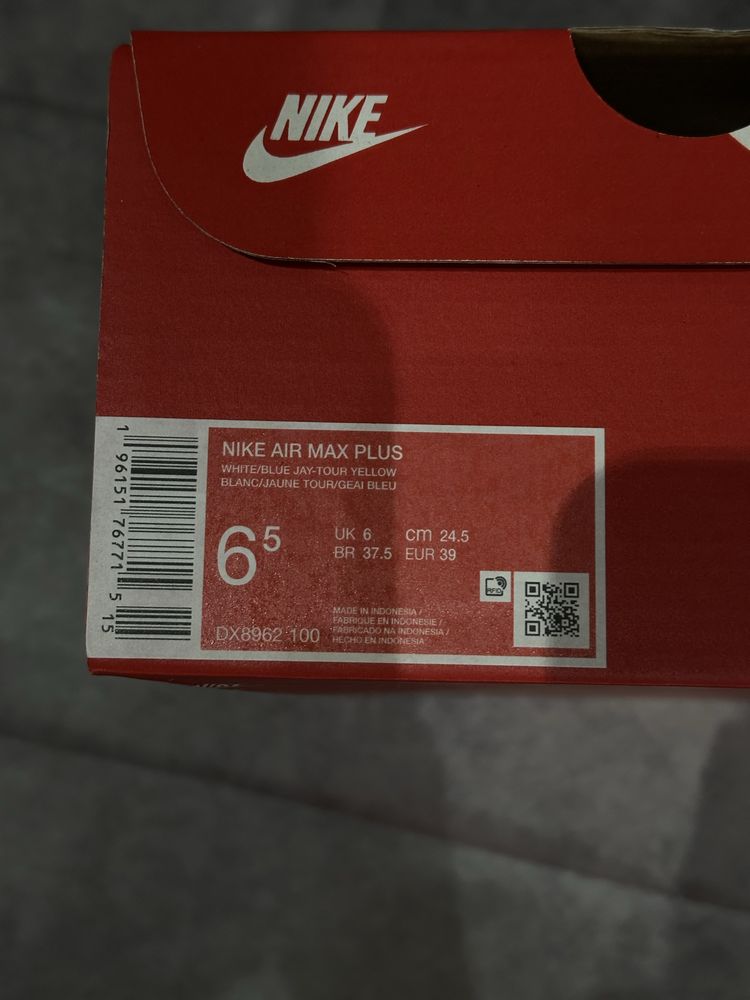 NIKE
NIKE AIR MAX PLUS
WHITE/BLUE JAY-TOUR YELLOW
BLANC/JAUNE TOUR/GEAI BLEU
6⁵
UK 6 cm 24.5
BR 37.5 EUR 39
RFID
MADE IN INDONESIA /
FABRIQUE EN INDONESIE /
FABRICADO NA INDONESIA /
HECHO EN INDONESIA
DX8962 100
1 96151 76771 5 15
NIKE